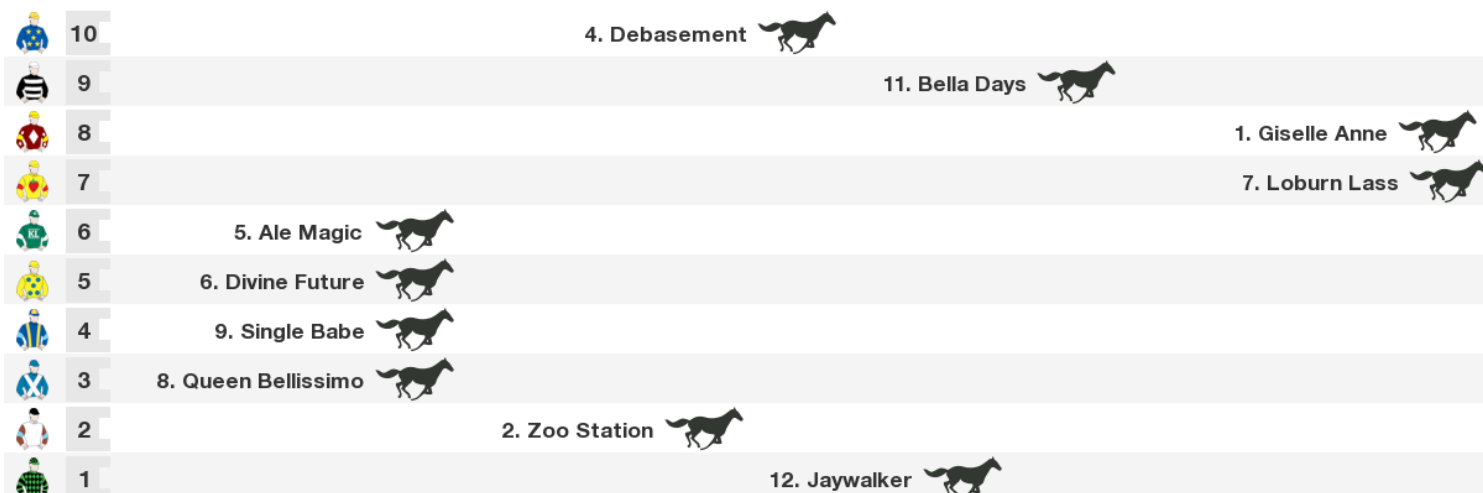 10 4. Debasement
9 11. Bella Days
8 1. Giselle Anne
7 7. Loburn Lass
6 5. Ale Magic
KL
5 6. Divine Future
4 9. Single Babe
3 8. Queen Bellissimo
2 2. Zoo Station
1 12. Jaywalker